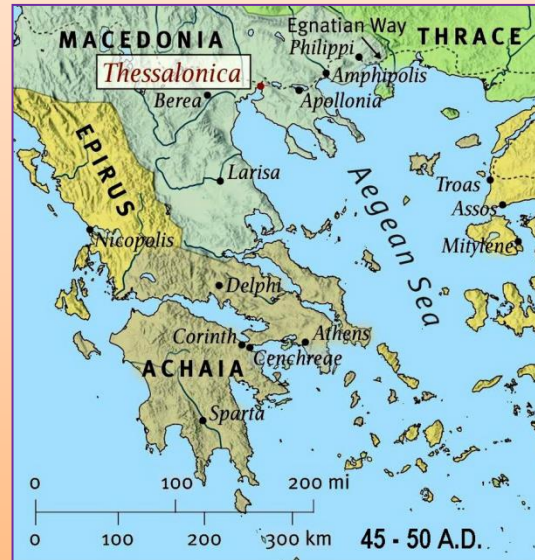 Egnatian Way
MACEDONIA
Philippi
THRACE
Thessalonica
Amphipolis
Berea
Apollonia
EPIRUS
Larisa
Aegean Sea
Troas
Assos
Mitylene
Nicopolis
Delphi
Corinth
Athens
Cenchreae
ACHAIA
Sparta
0 100 200 mi
0 100 200 300 km
45 - 50 A.D.